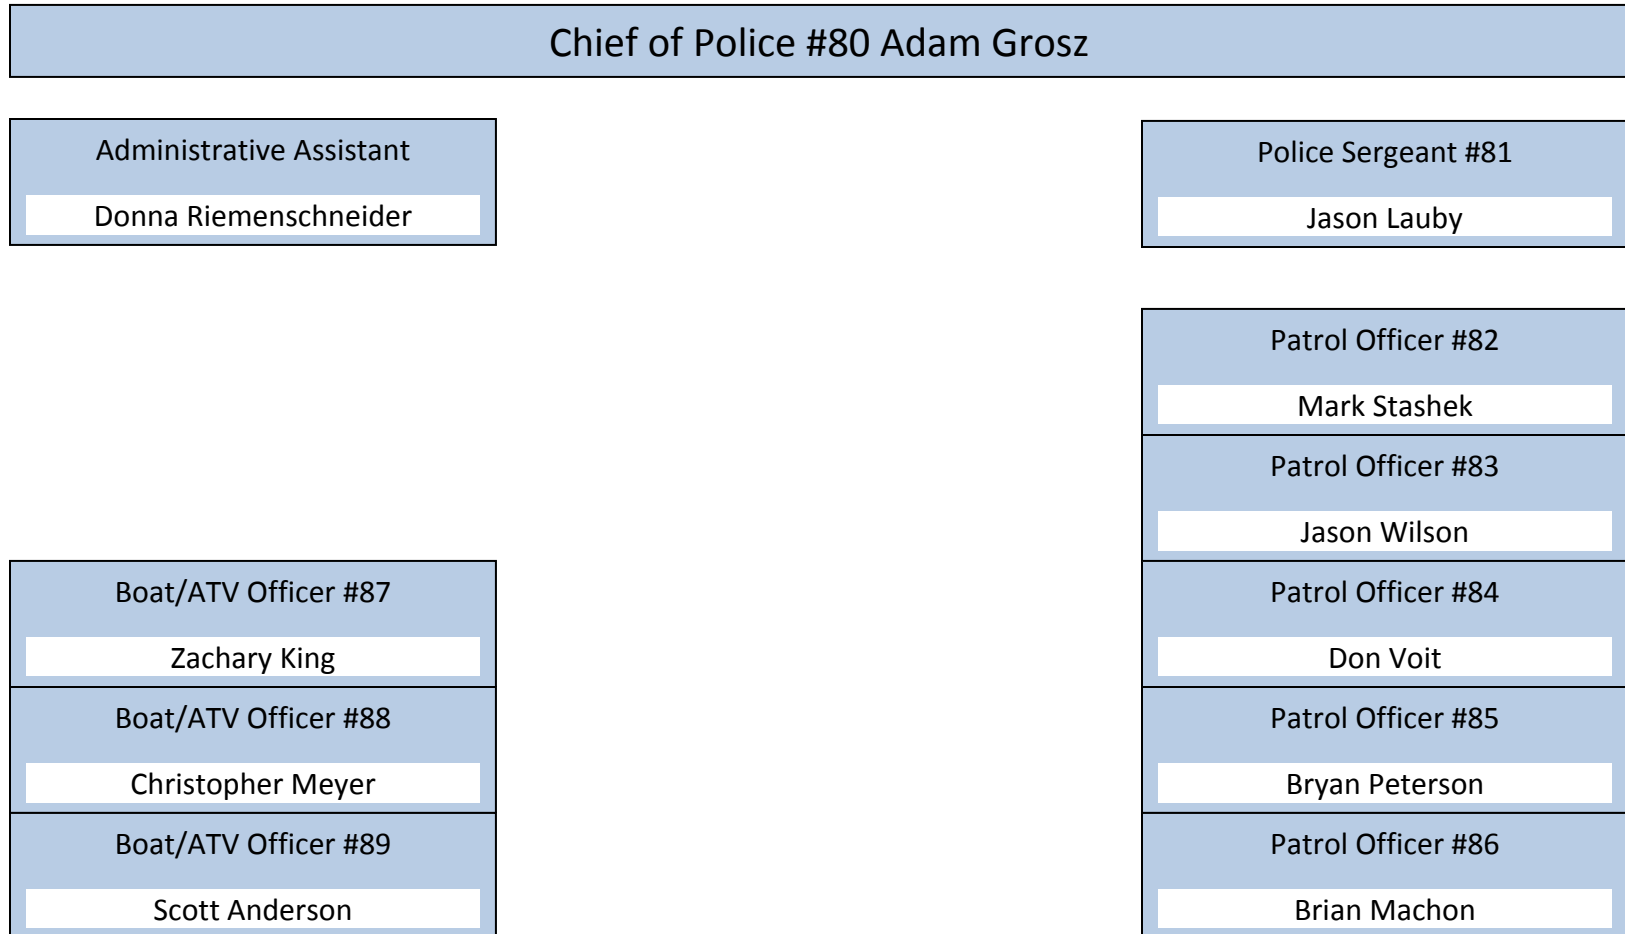 Chief of Police #80 Adam Grosz
Administrative Assistant
Donna Riemenschneider
Police Sergeant #81
Jason Lauby
Patrol Officer #82
Mark Stashek
Patrol Officer #83
Jason Wilson
Boat/ATV Officer #87
Zachary King
Patrol Officer #84
Don Voit
Boat/ATV Officer #88
Christopher Meyer
Patrol Officer #85
Bryan Peterson
Boat/ATV Officer #89
Scott Anderson
Patrol Officer #86
Brian Machon